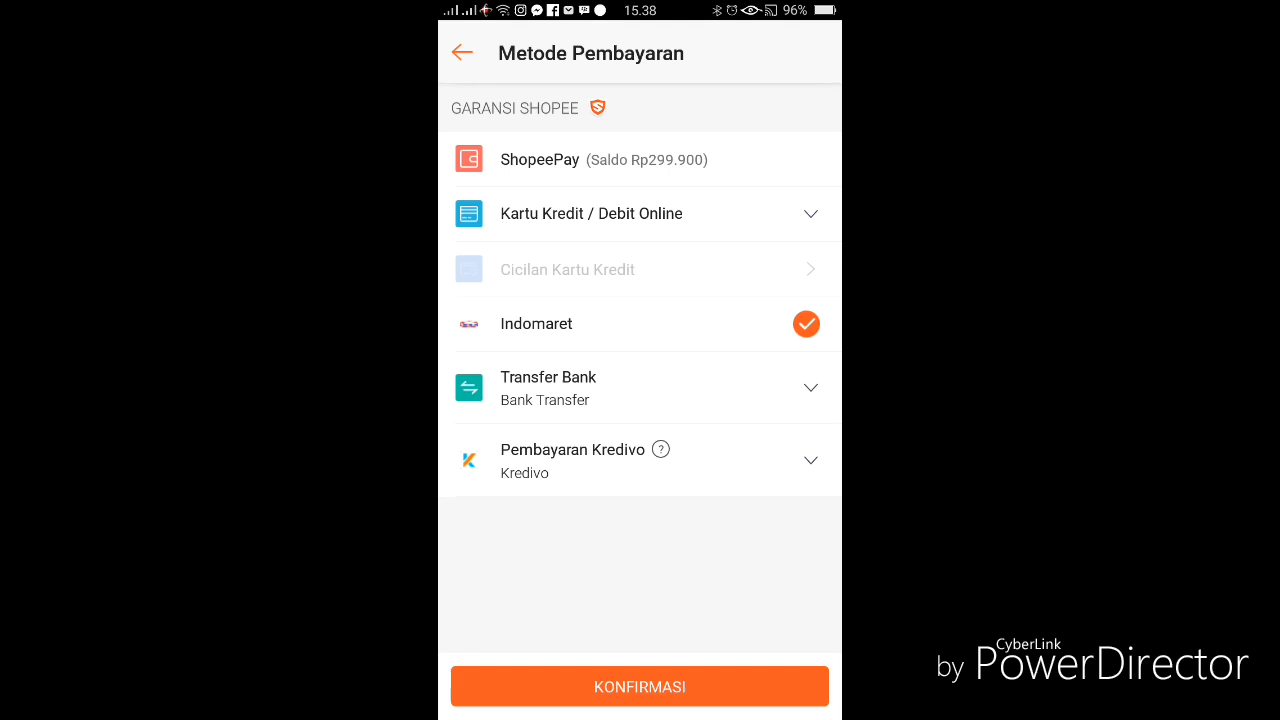 15.38
96%
Metode Pembayaran
GARANSI SHOPEE
ShopeePay (Saldo Rp299.900)
Kartu Kredit / Debit Online
Cicilan Kartu Kredit
Indomaret
Transfer Bank
Bank Transfer
Pembayaran Kredivo ?
Kredivo
KONFIRMASI
CyberLink
by PowerDirector